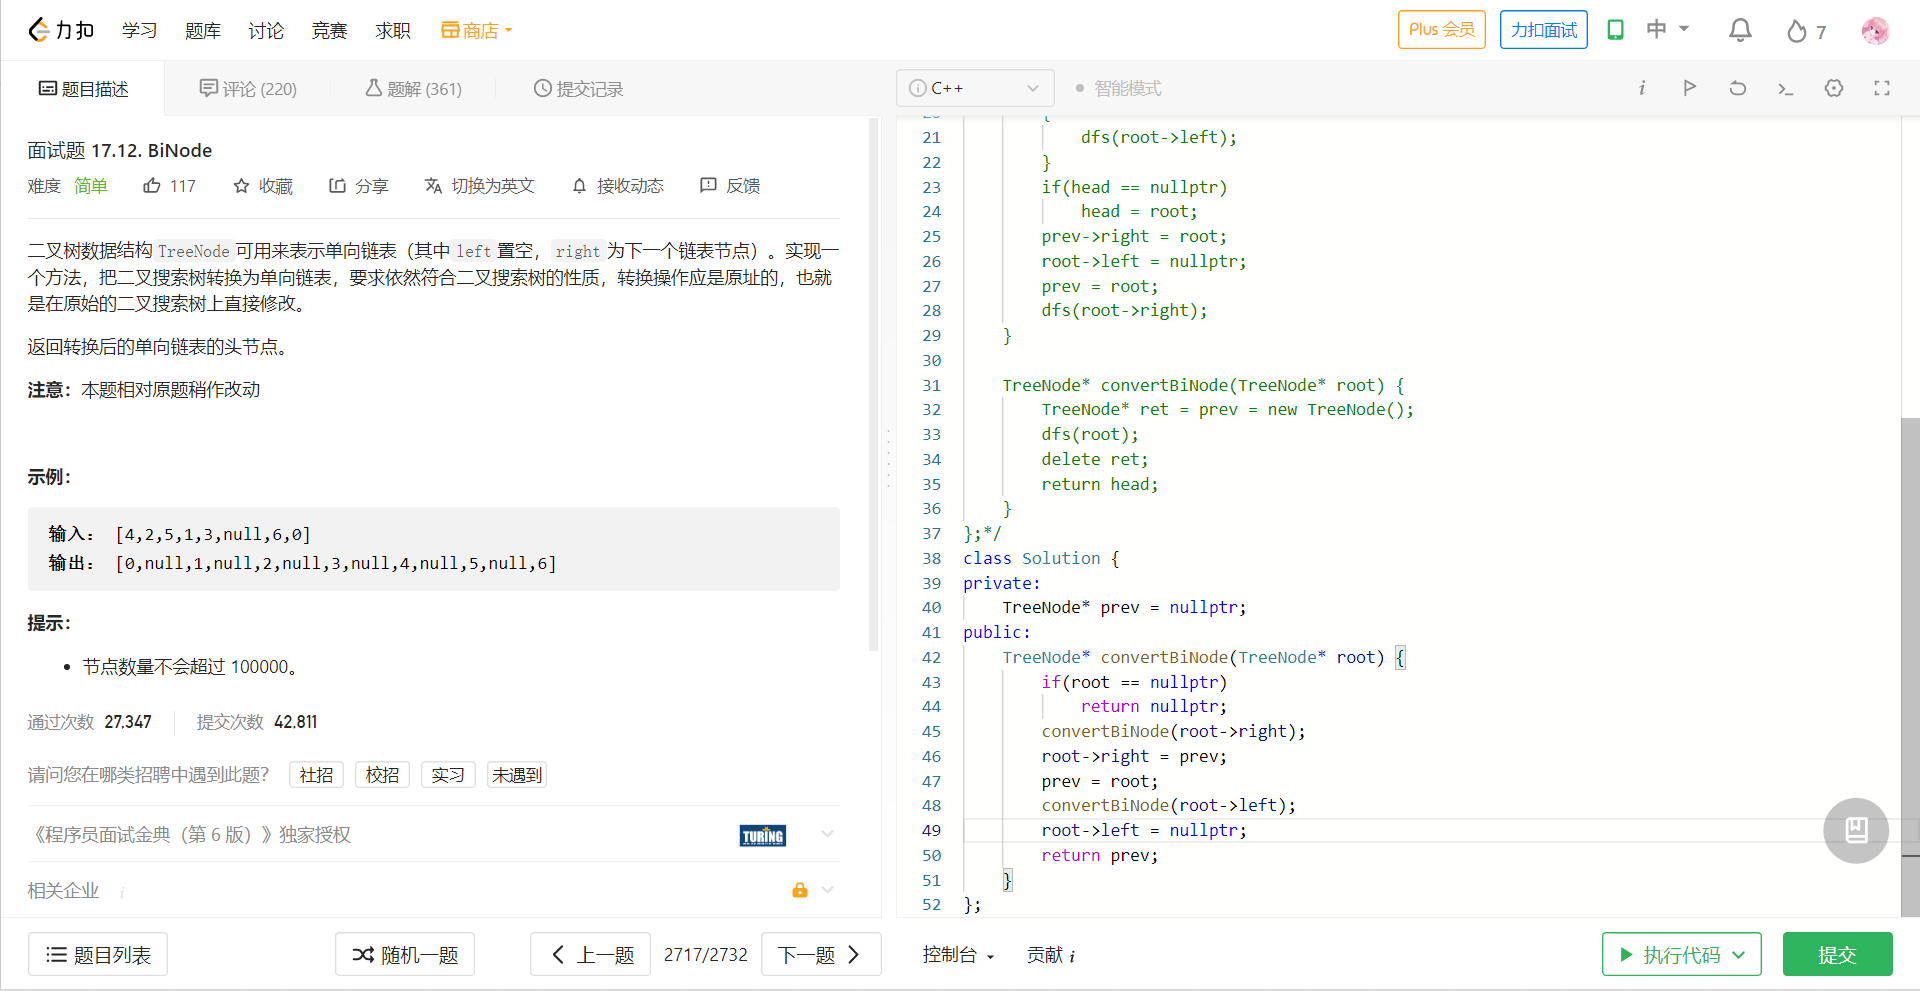 力扣 学习 题库 讨论 竞赛 求职 商店 Plus 会员 力扣面试 中 7
题目描述 评论 (220) 题解 (361) 提交记录
面试题 17.12. BiNode
难度 简单 117 收藏 分享 切换为英文 接收动态 反馈
二叉树数据结构TreeNode可用来表示单向链表（其中left置空，right为下一个链表节点）。实现一
个方法，把二叉搜索树转换为单向链表，要求依然符合二叉搜索树的性质，转换操作应是原址的，也就
是在原始的二叉搜索树上直接修改。
返回转换后的单向链表的头节点。
注意：本题相对原题稍作改动
示例：
输入： [4,2,5,1,3,null,6,0]
输出： [0,null,1,null,2,null,3,null,4,null,5,null,6]
提示：
• 节点数量不会超过 100000。
通过次数 27,347 提交次数 42,811
请问您在哪类招聘中遇到此题？ 社招 校招 实习 未遇到
《程序员面试金典（第 6 版）》独家授权 TURING
相关企业 i
题目列表 随机一题 上一题 2717/2732 下一题
C++ 智能模式
20 {
21 dfs(root->left);
22 }
23 if(head == nullptr)
24 head = root;
25 prev->right = root;
26 root->left = nullptr;
27 prev = root;
28 dfs(root->right);
29 }
30
31 TreeNode* convertBiNode(TreeNode* root) {
32 TreeNode* ret = prev = new TreeNode();
33 dfs(root);
34 delete ret;
35 return head;
36 }
37 };*/
38 class Solution {
39 private:
40 TreeNode* prev = nullptr;
41 public:
42 TreeNode* convertBiNode(TreeNode* root) {
43 if(root == nullptr)
44 return nullptr;
45 convertBiNode(root->right);
46 root->right = prev;
47 prev = root;
48 convertBiNode(root->left);
49 root->left = nullptr;
50 return prev;
51 }
52 };
控制台 贡献 i 执行代码 提交